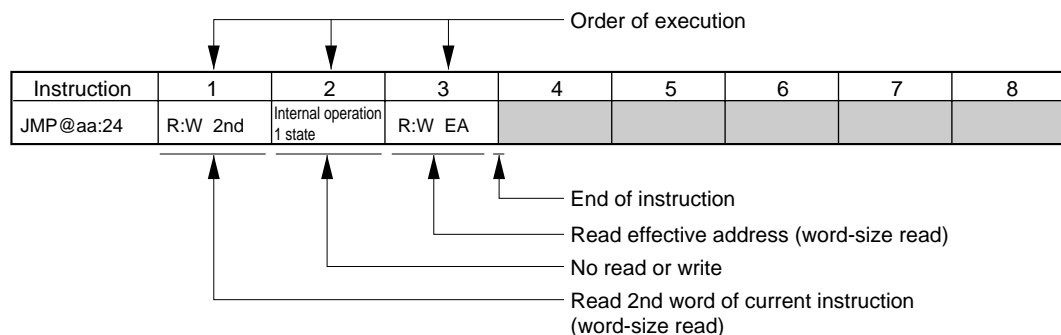 Order of execution
Instruction 1 2 3 4 5 6 7 8
JMP@aa:24 R:W 2nd Internal operation 1 state R:W EA
End of instruction
Read effective address (word-size read)
No read or write
Read 2nd word of current instruction
(word-size read)